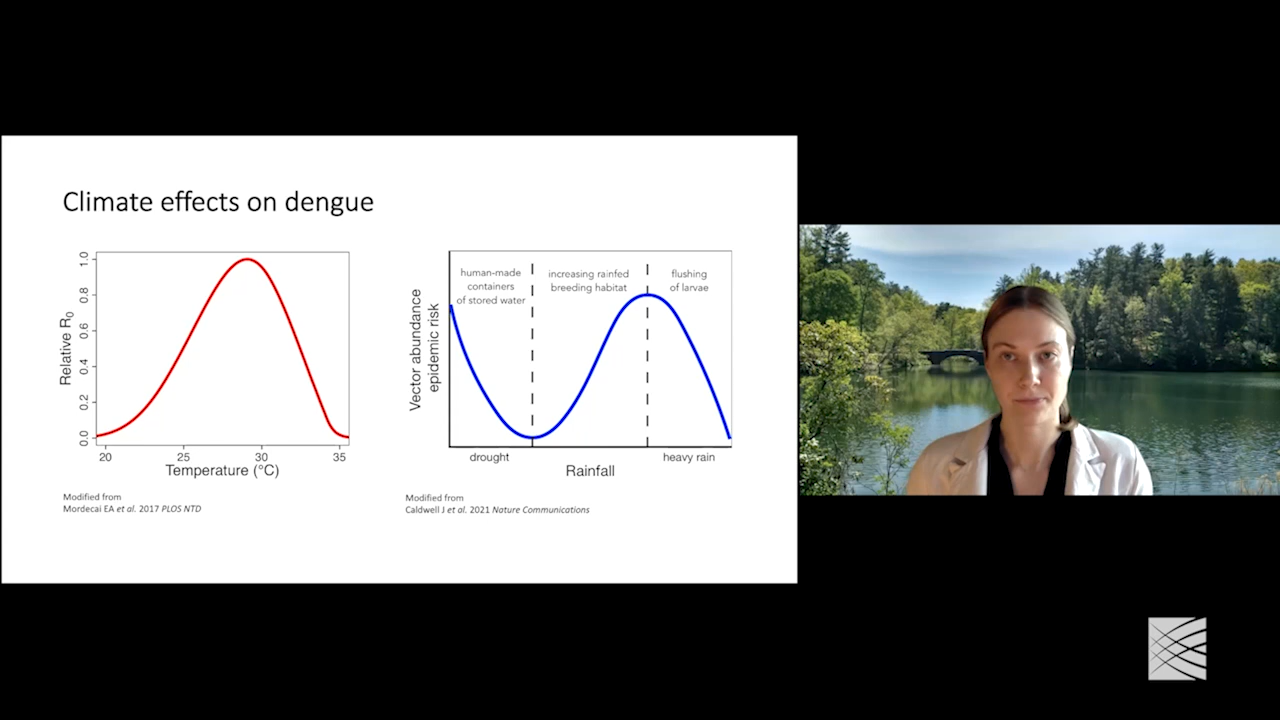 Climate effects on dengue
1.0
0.8
0.6
0.4
0.2
0.0
Relative R0
20 25 30 35
Temperature (°C)
Modified from
Mordecai EA et al. 2017 PLOS NTD
Vector abundance
epidemic risk
human-made
containers
of stored water
increasing rainfed
breeding habitat
flushing
of larvae
drought
heavy rain
Rainfall
Modified from
Caldwell J et al. 2021 Nature Communications